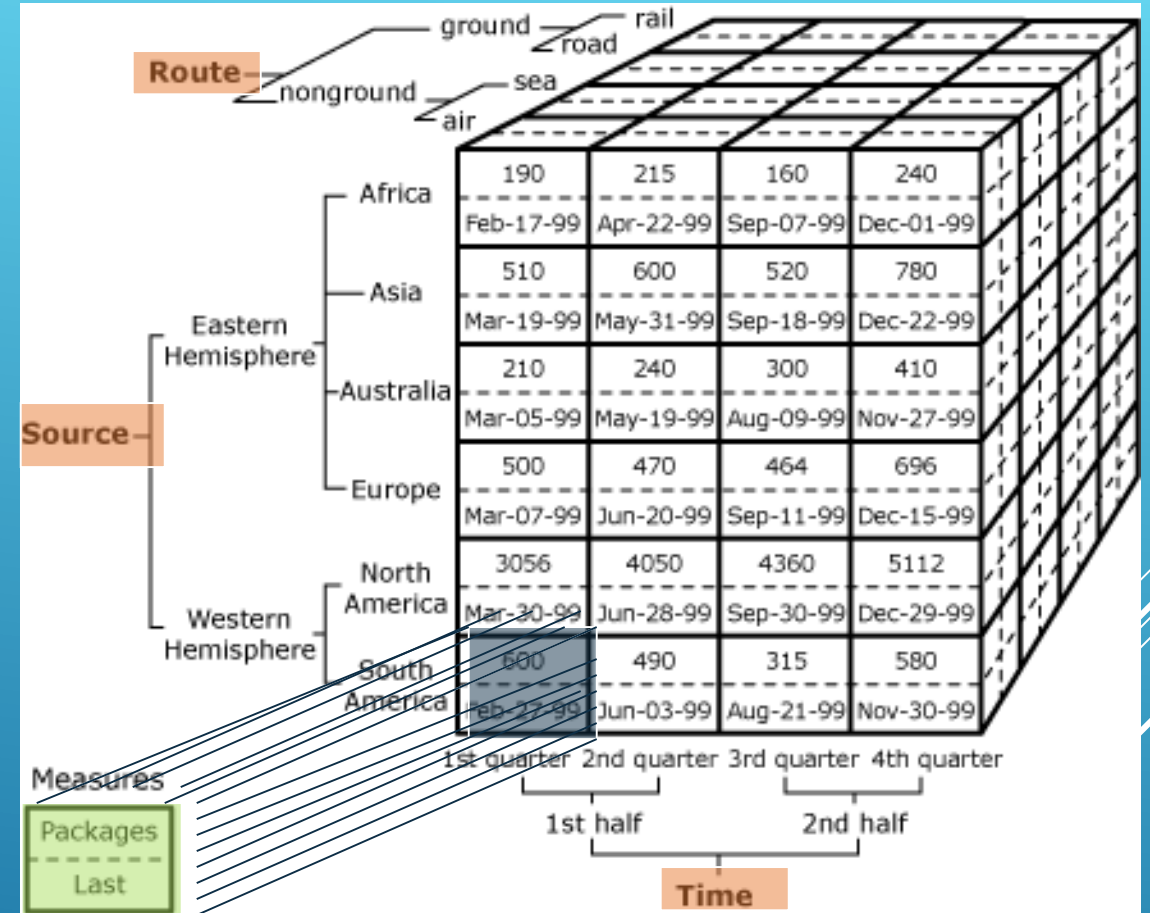 ground
rail
road
Route
nonground
sea
air
Africa
190 215 160 240
Feb-17-99 Apr-22-99 Sep-07-99 Dec-01-99
Asia
510 600 520 780
Mar-19-99 May-31-99 Sep-18-99 Dec-22-99
Eastern
Hemisphere
Australia
210 240 300 410
Mar-05-99 May-19-99 Aug-09-99 Nov-27-99
Source
Europe
500 470 464 696
Mar-07-99 Jun-20-99 Sep-11-99 Dec-15-99
North
America
3056 4050 4360 5112
Mar-30-99 Jun-28-99 Sep-30-99 Dec-29-99
Western
Hemisphere
South
America
600 490 315 580
Feb-27-99 Jun-03-99 Aug-21-99 Nov-30-99
1st quarter 2nd quarter 3rd quarter 4th quarter
Measures
Packages
Last
1st half 2nd half
Time